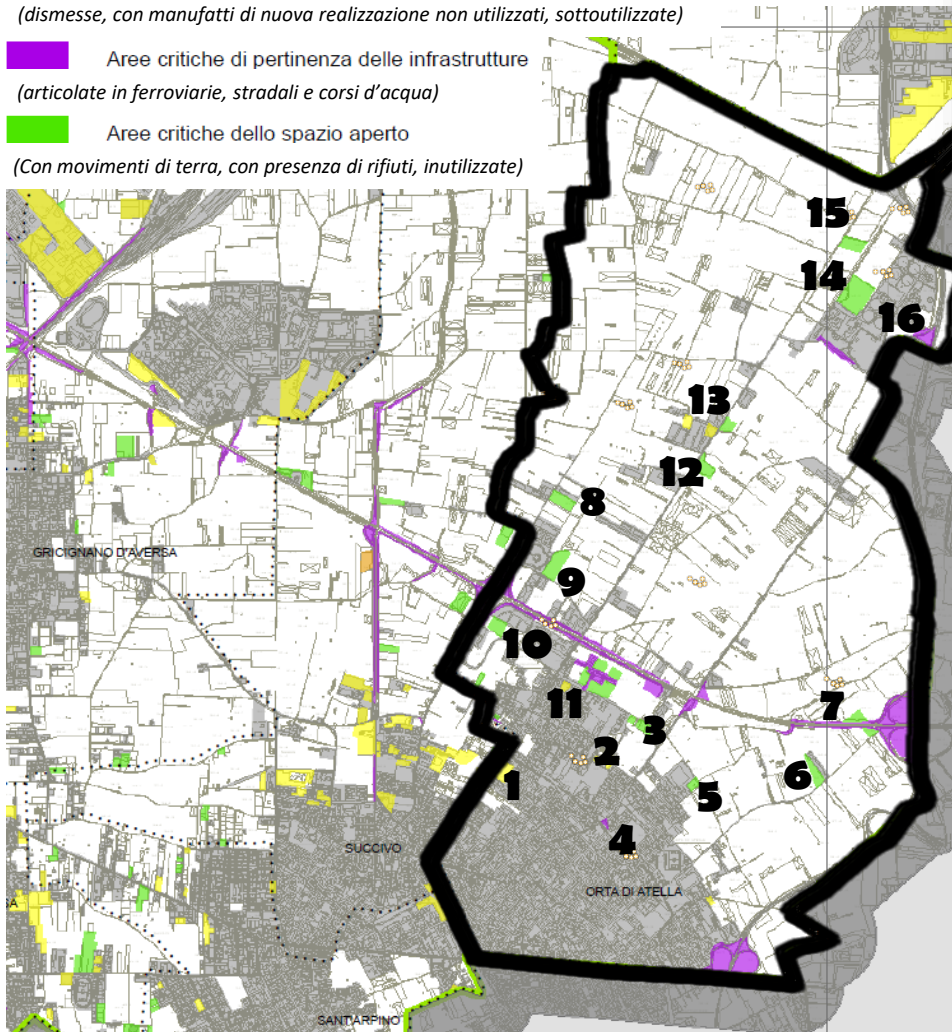 (dismesse, con manufatti di nuova realizzazione non utilizzati, sottoutilizzate)
Aree critiche di pertinenza delle infrastrutture
(articolate in ferroviarie, stradali e corsi d'acqua)
Aree critiche dello spazio aperto
(Con movimenti di terra, con presenza di rifiuti, inutilizzate)
15
14
16
13
12
8
GRICIGNANO D'AVERSA
9
10
11
7
3
2
6
1
5
4
SUCCIVO
ORTA DI ATELLA
SA
SANT'ARPINO